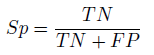 Sp = TN / (TN + FP)